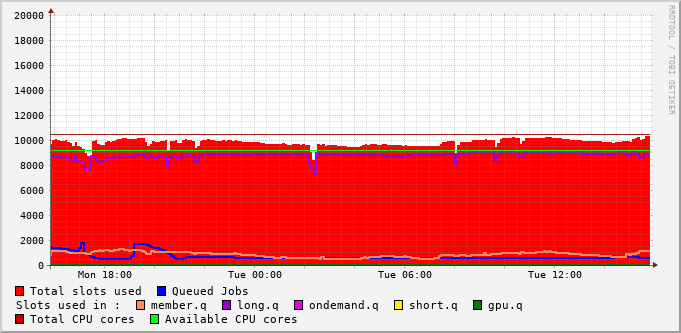 20000
18000
16000
14000
12000
10000
8000
6000
4000
2000
0
Mon 18:00 Tue 00:00 Tue 06:00 Tue 12:00
RRDTOOL / TOBI OETIKER
Total slots used Queued Jobs
Slots used in : member.q long.q ondemand.q short.q gpu.q
Total CPU cores Available CPU cores